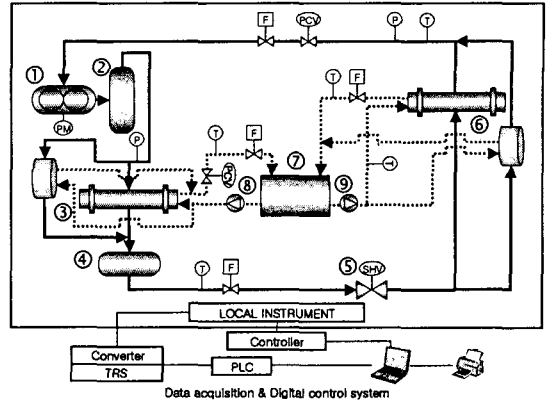 F
PCV
P
T
①
②
PM
P
T
F
T
F
⑥
③
PCV
⑦
T
⑧
⑨
④
T
F
⑤
SHV
LOCAL INSTRUMENT
Controller
Converter
TRS
PLC
Data acquisition & Digital control system